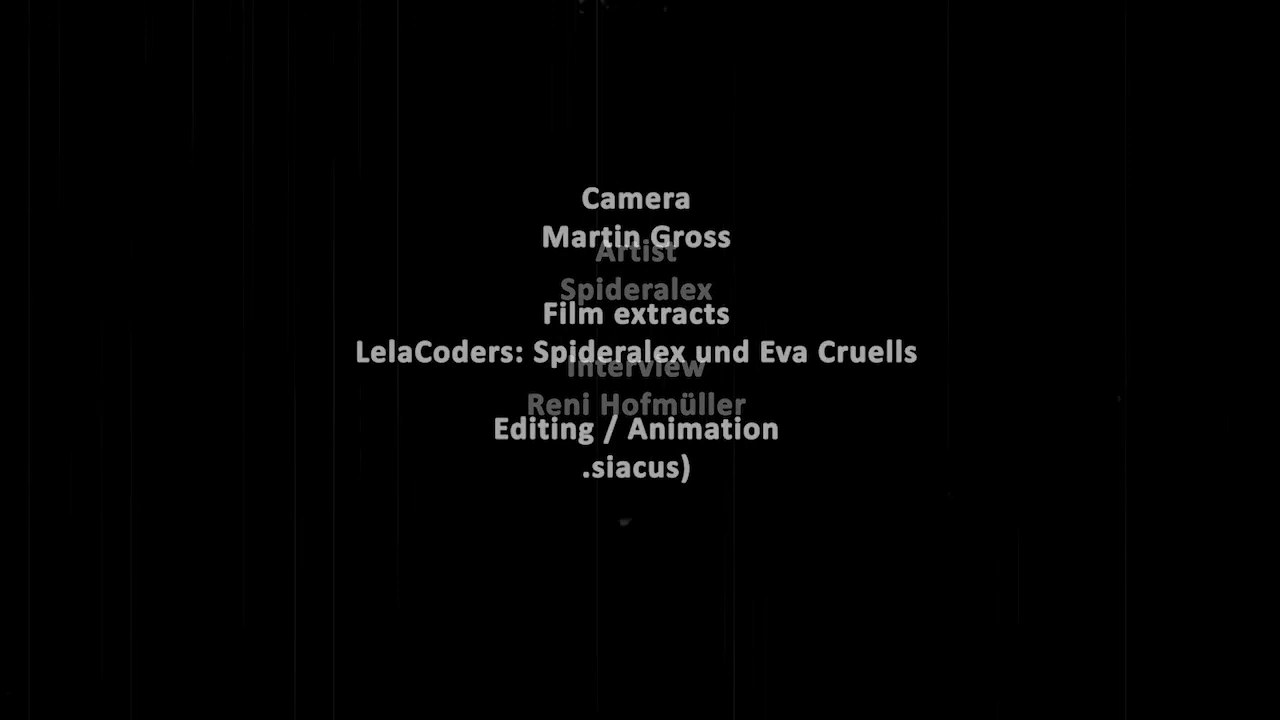 Camera
Martin Gross
Artist
Spideralex
Film extracts
LelaCoders: Spideralex und Eva Cruells
Interview
Reni Hofmüller
Editing / Animation
.siacus)